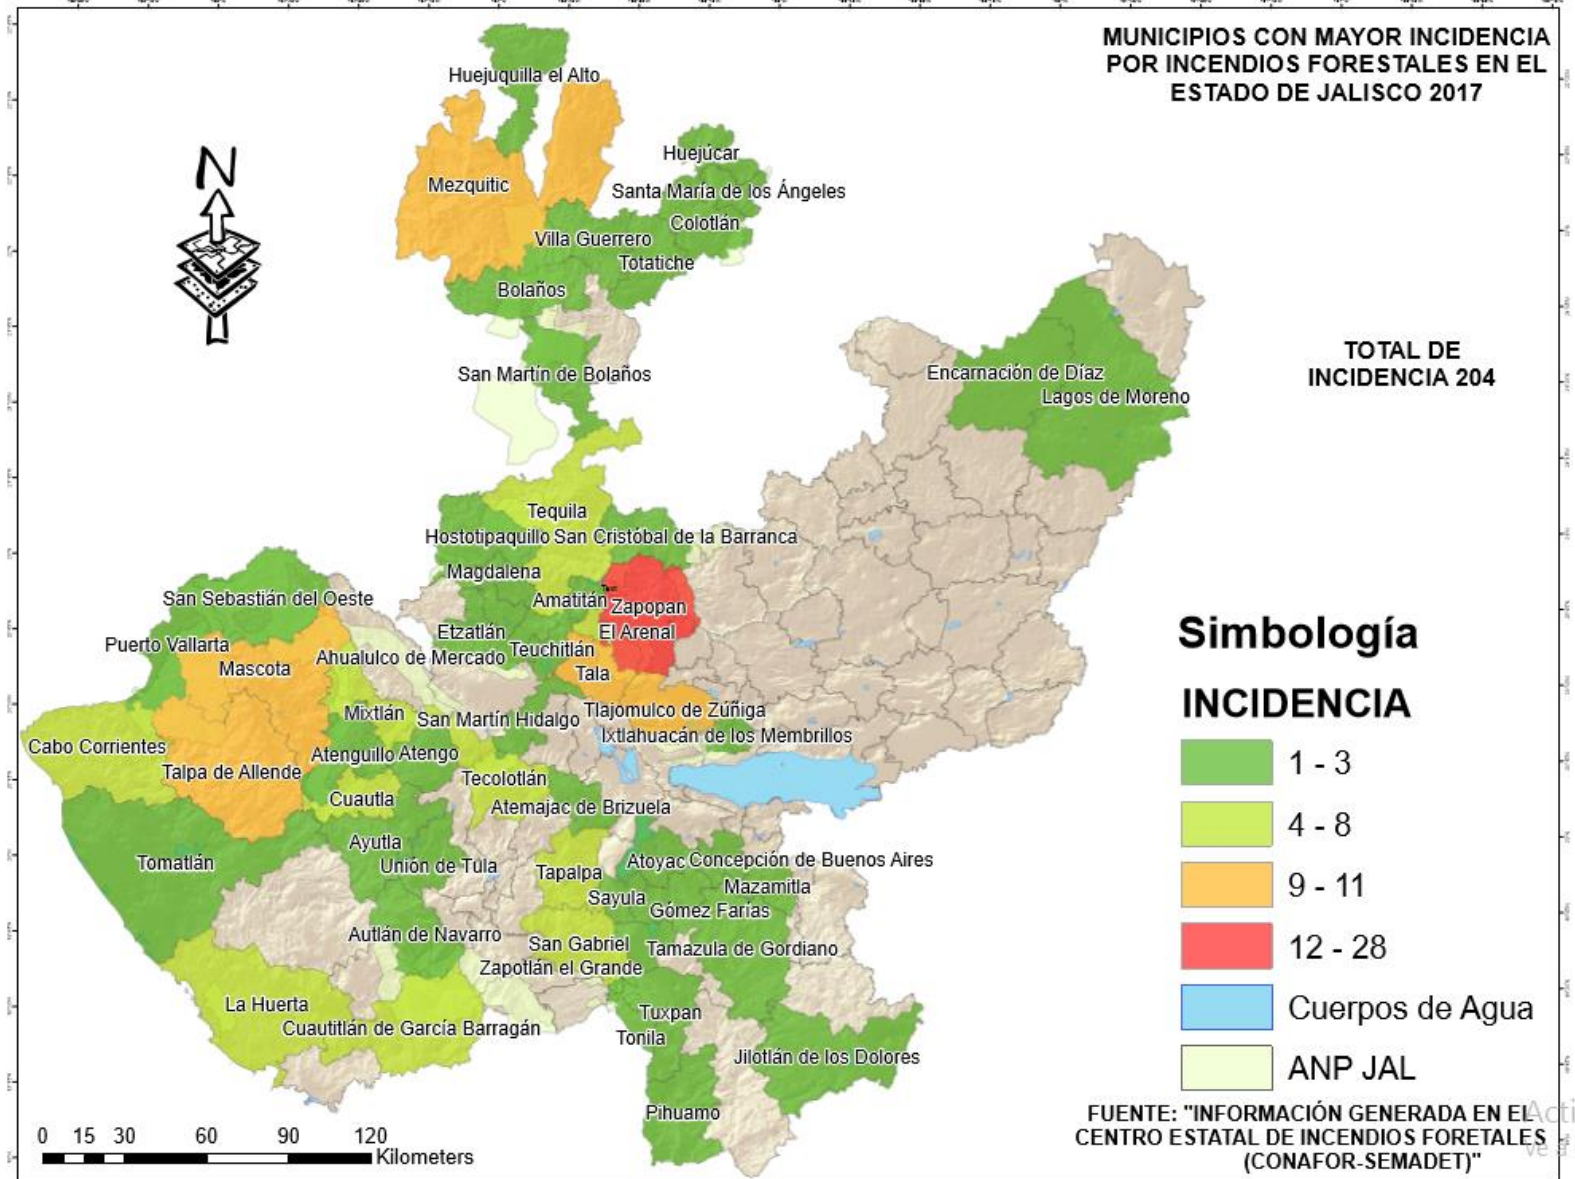 MUNICIPIOS CON MAYOR INCIDENCIA
POR INCENDIOS FORESTALES EN EL
ESTADO DE JALISCO 2017
N
Huejuquilla el Alto
Huejúcar
Mezquitic
Santa María de los Ángeles
Colotlán
Villa Guerrero
Totatiche
Bolaños
San Martín de Bolaños
Encarnación de Díaz
Lagos de Moreno
TOTAL DE
INCIDENCIA 204
Tequila
Hostotipaquillo
San Cristóbal de la Barranca
Magdalena
Amatitán
Zapopan
San Sebastián del Oeste
Etzatlán
El Arenal
Puerto Vallarta
Teuchitlán
Ahualulco de Mercado
Mascota
Tala
Mixtlán
San Martín Hidalgo
Tlajomulco de Zúñiga
Ixtlahuacán de los Membrillos
Cabo Corrientes
Atenguillo
Atengo
Talpa de Allende
Tecolotlán
Cuautla
Atemajac de Brizuela
Ayutla
Tomatlán
Unión de Tula
Tapalpa
Atoyac
Concepción de Buenos Aires
Mazamitla
Sayula
Gómez Farías
Autlán de Navarro
San Gabriel
Tamazula de Gordiano
Zapotlán el Grande
La Huerta
Tuxpan
Cuautitlán de García Barragán
Tonila
Jilotlán de los Dolores
Pihuamo
Simbología
INCIDENCIA
1 - 3
4 - 8
9 - 11
12 - 28
Cuerpos de Agua
ANP JAL
0 15 30 60 90 120
Kilometers
FUENTE: "INFORMACIÓN GENERADA EN EL
CENTRO ESTATAL DE INCENDIOS FORETALES
(CONAFOR-SEMADET)"
Acti
Ve a